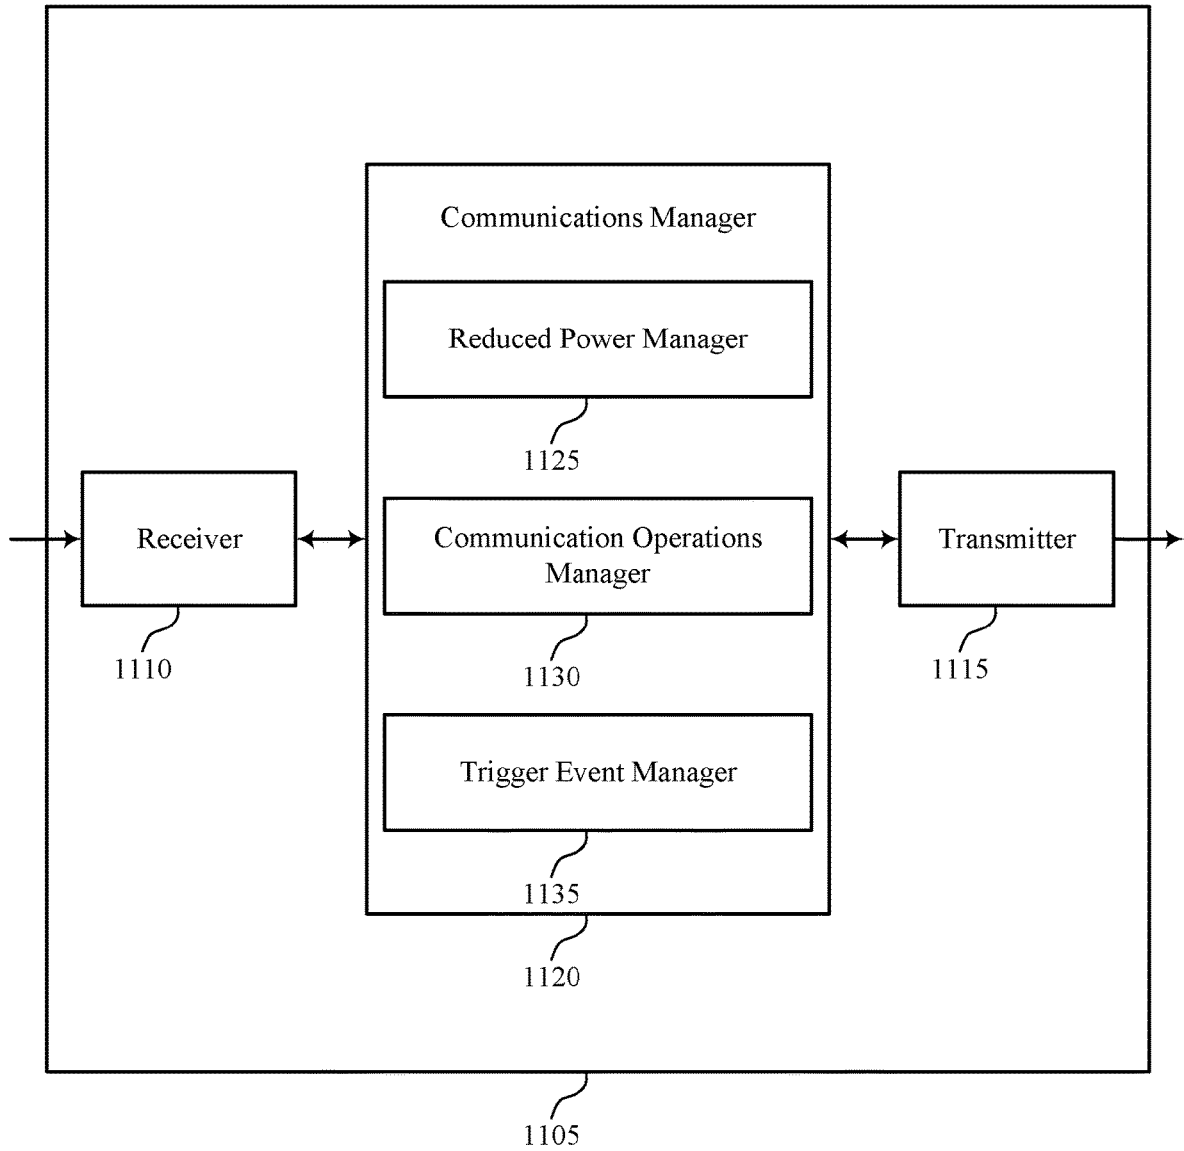 Communications Manager
Reduced Power Manager
1125
Receiver
1110
Communication Operations
Manager
1130
Transmitter
1115
Trigger Event Manager
1135
1120
1105